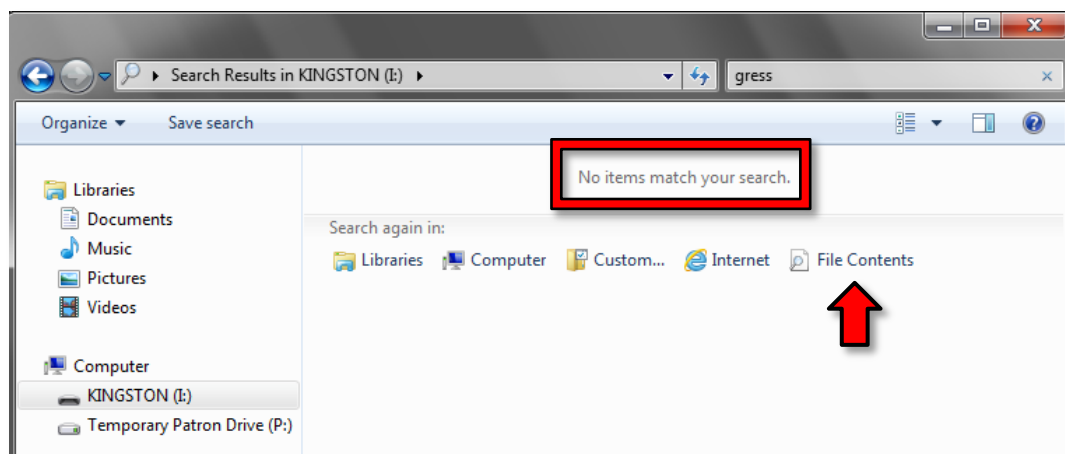 Search Results in KINGSTON (I:)
gress
Organize
Save search
No items match your search.
Libraries
Documents
Music
Pictures
Videos
Computer
KINGSTON (I:)
Temporary Patron Drive (P:)
Search again in:
Libraries Computer Custom... Internet File Contents